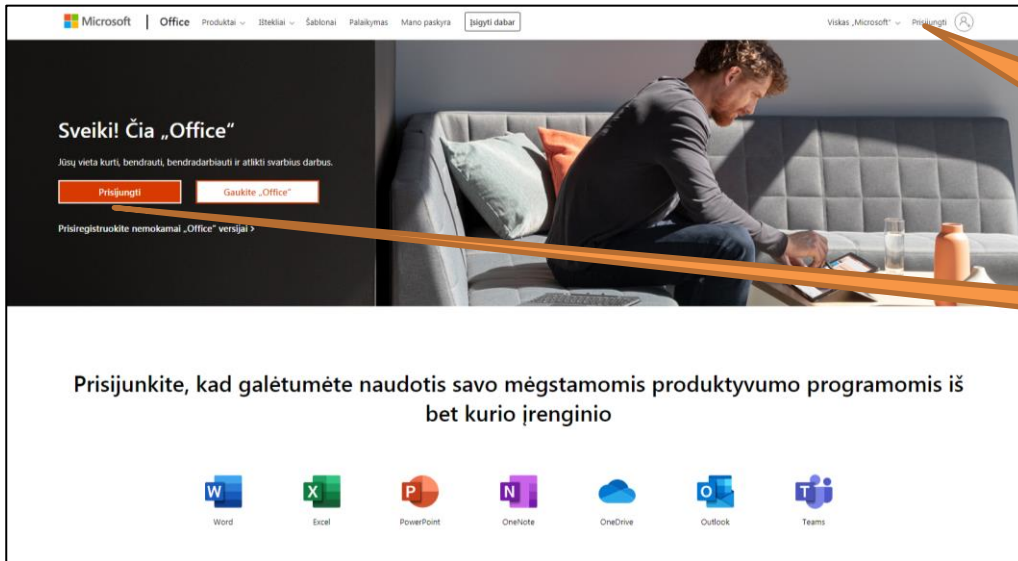 Microsoft | Office Produktai Ištekliai Šablonai Palaikymas Mano paskyra Įsigyti dabar Viskas „Microsoft“ Prisijungti
Sveiki! Čia „Office“
Jūsų vieta kurti, bendrauti, bendradarbiauti ir atlikti svarbius darbus.
Prisijungti Gaukite „Office“
Prisiregistruokite nemokamai „Office“ versijai >
Prisijunkite, kad galėtumėte naudotis savo mėgstamomis produktyvumo programomis iš
bet kurio įrenginio
W X P N O T
Word Excel PowerPoint OneNote OneDrive Outlook Teams